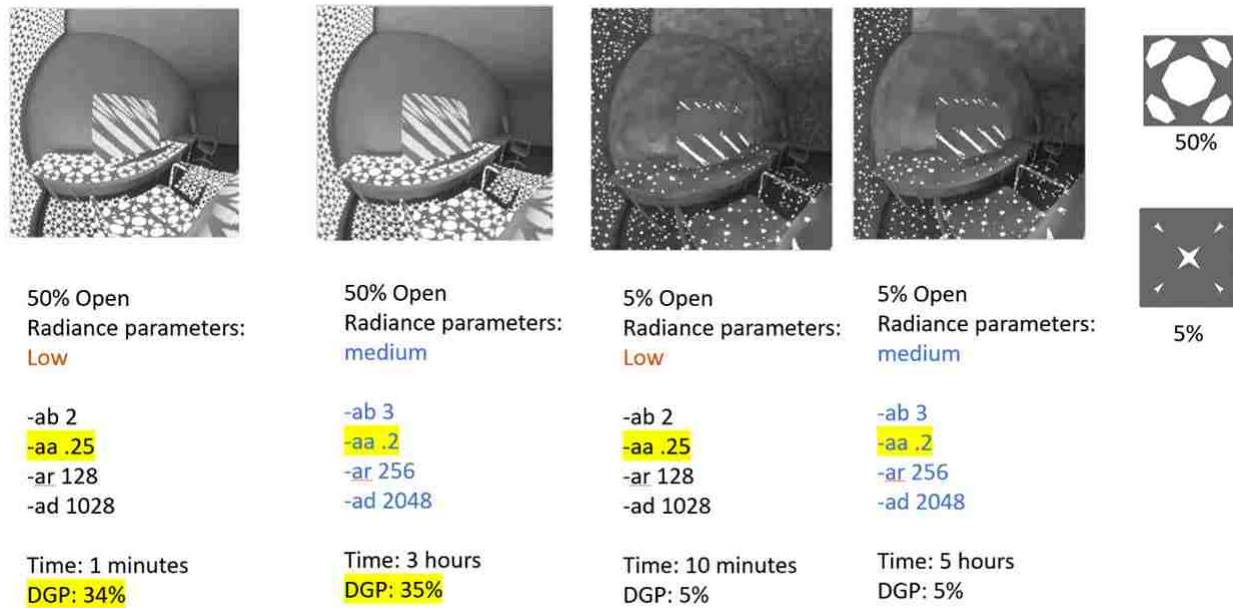 50% Open
Radiance parameters:
Low
-ab 2
-aa .25
-ar 128
-ad 1028
Time: 1 minutes
DGP: 34%
50% Open
Radiance parameters:
medium
-ab 3
-aa .2
-ar 256
-ad 2048
Time: 3 hours
DGP: 35%
5% Open
Radiance parameters:
Low
-ab 2
-aa .25
-ar 128
-ad 1028
Time: 10 minutes
DGP: 5%
5% Open
Radiance parameters:
medium
-ab 3
-aa .2
-ar 256
-ad 2048
Time: 5 hours
DGP: 5%
50%
5%